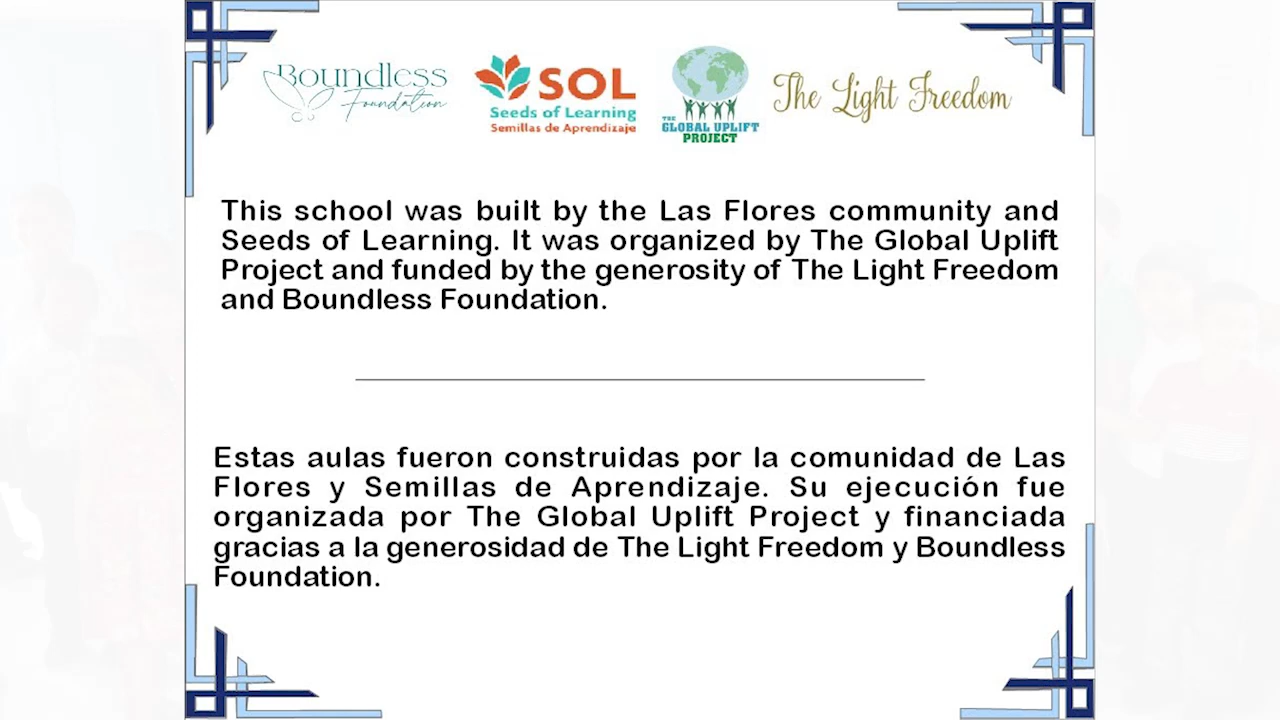 Boundless
Foundation
SOL
Seeds of Learning
Semillas de Aprendizaje
THE
GLOBAL UPLIFT
PROJECT
The Light Freedom
This school was built by the Las Flores community and
Seeds of Learning. It was organized by The Global Uplift
Project and funded by the generosity of The Light Freedom
and Boundless Foundation.
Estas aulas fueron construidas por la comunidad de Las
Flores y Semillas de Aprendizaje. Su ejecución fue
organizada por The Global Uplift Project y financiada
gracias a la generosidad de The Light Freedom y Boundless
Foundation.